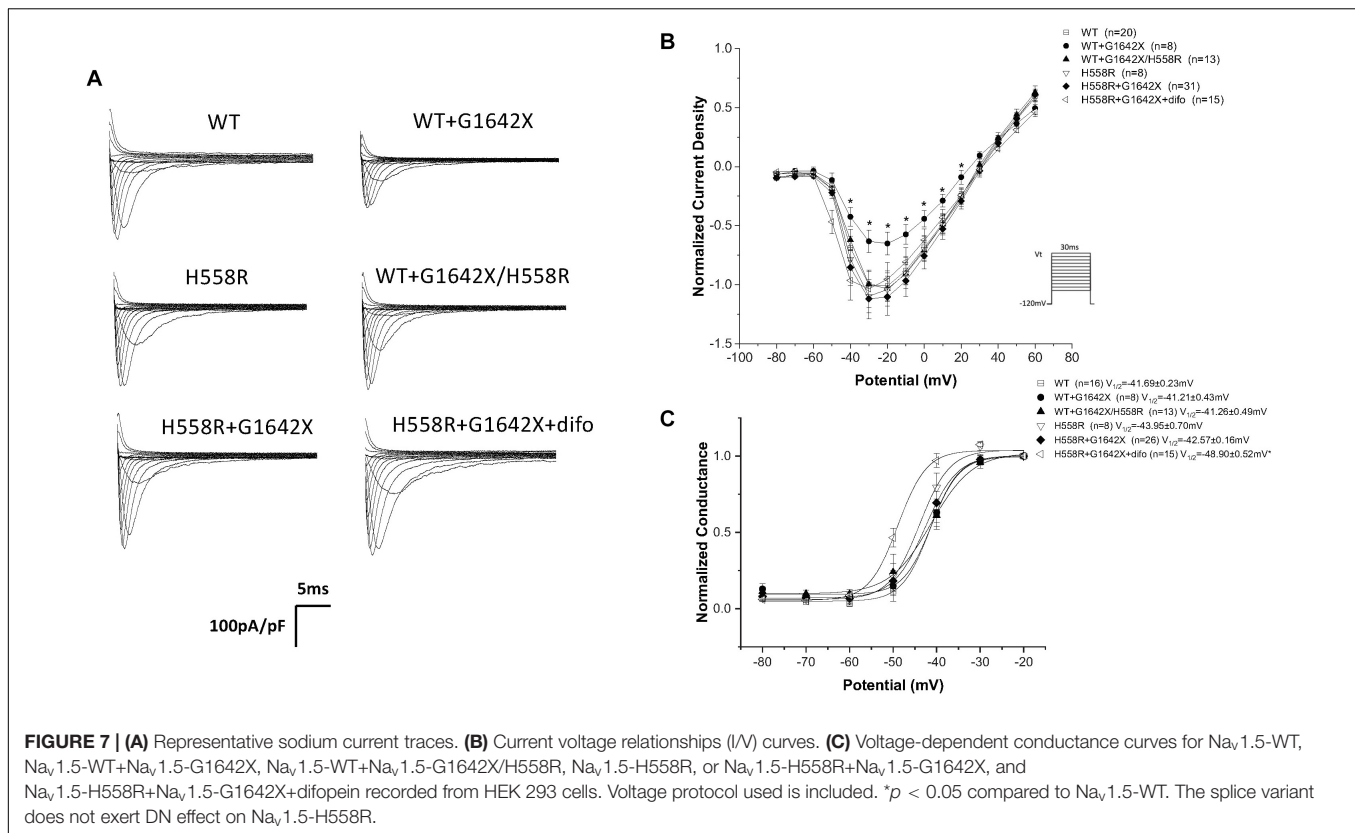 A
WT
WT+G1642X
H558R
WT+G1642X/H558R
H558R+G1642X
H558R+G1642X+difo
5ms
100pA/pF
B
WT (n=20)
WT+G1642X (n=8)
WT+G1642X/H558R (n=13)
H558R (n=8)
H558R+G1642X (n=31)
H558R+G1642X+difo (n=15)
Normalized Current Density
1.0
0.5
0.0
-0.5
-1.0
-1.5
* * * * * * *
30ms
Vt
-120mV
-100 -80 -60 -40 -20 0 20 40 60 80
Potential (mV)
C
WT (n=16) V1/2=-41.69±0.23mV
WT+G1642X (n=8) V1/2=-41.21±0.43mV
WT+G1642X/H558R (n=13) V1/2=-41.26±0.49mV
H558R (n=8) V1/2=-43.95±0.70mV
H558R+G1642X (n=26) V1/2=-42.57±0.16mV
H558R+G1642X+difo (n=15) V1/2=-48.90±0.52mV*
Normalized Conductance
1.0
0.5
0.0
-80 -70 -60 -50 -40 -30 -20
Potential (mV)
FIGURE 7 | (A) Representative sodium current traces. (B) Current voltage relationships (I/V) curves. (C) Voltage-dependent conductance curves for Nav1.5-WT,
Nav1.5-WT+Nav1.5-G1642X, Nav1.5-WT+Nav1.5-G1642X/H558R, Nav1.5-H558R, or Nav1.5-H558R+Nav1.5-G1642X, and
Nav1.5-H558R+Nav1.5-G1642X+difopein recorded from HEK 293 cells. Voltage protocol used is included. *p < 0.05 compared to Nav1.5-WT. The splice variant
does not exert DN effect on Nav1.5-H558R.